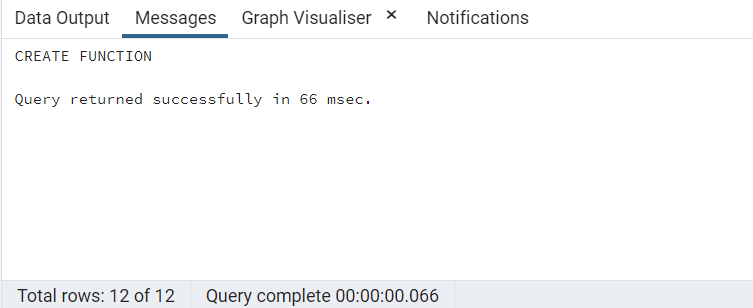 Data Output Messages Graph Visualiser × Notifications
CREATE FUNCTION
Query returned successfully in 66 msec.
Total rows: 12 of 12 Query complete 00:00:00.066